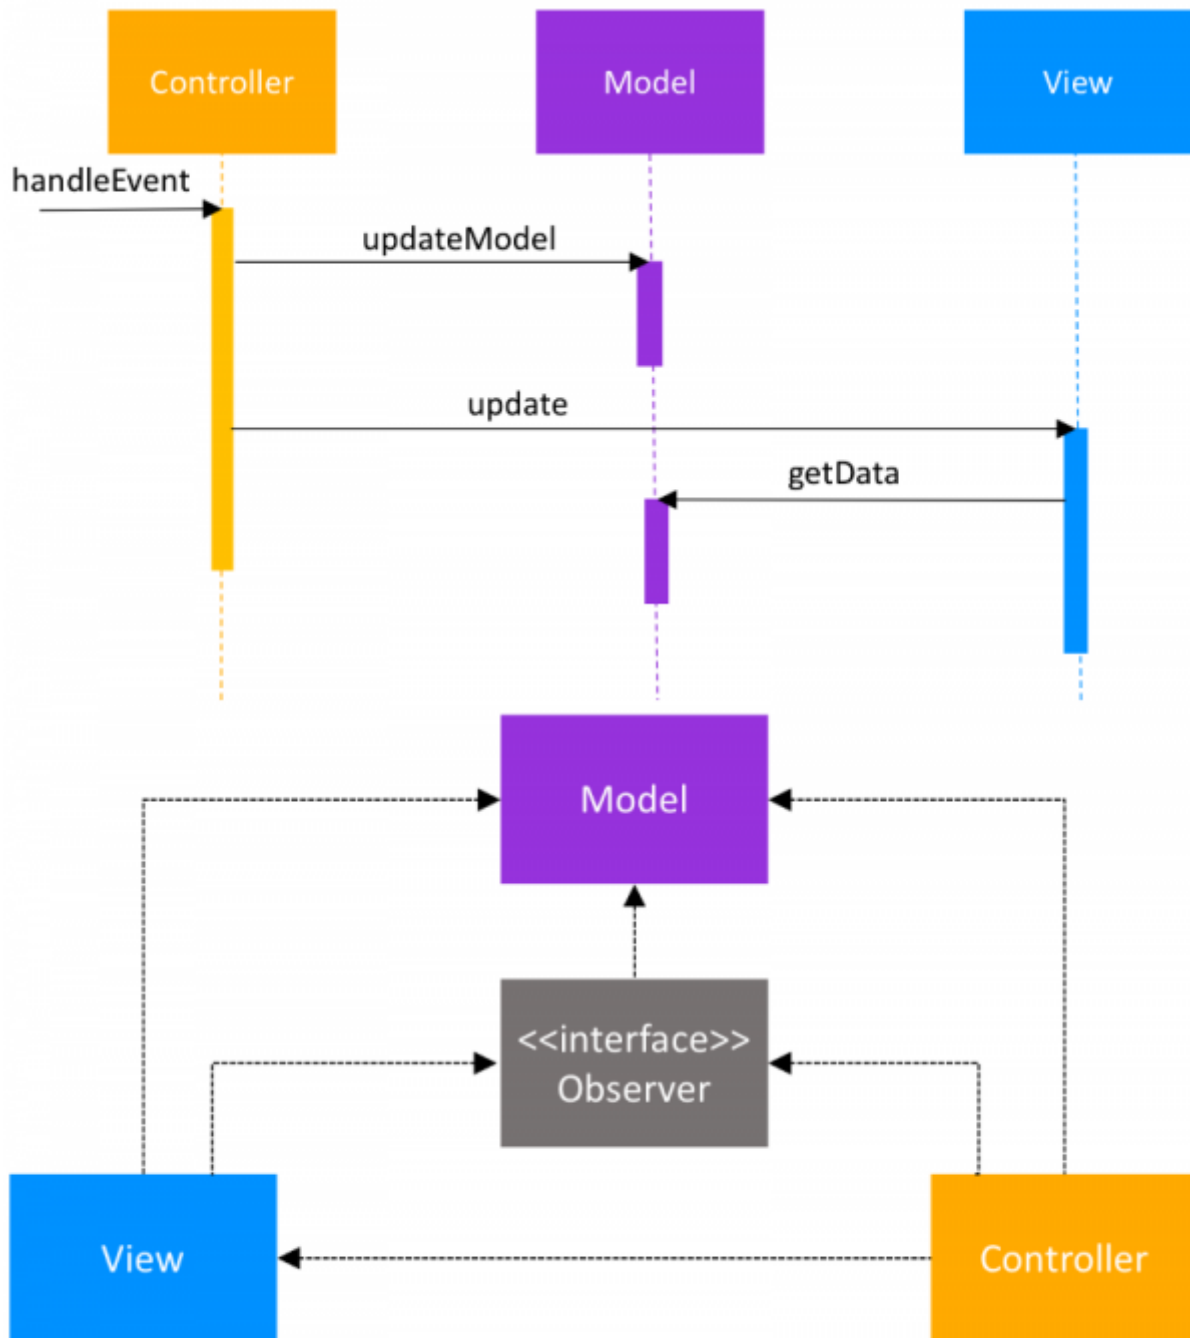 Controller
Model
View
handleEvent
updateModel
update
getData
Model
<<interface>>
Observer
View
Controller